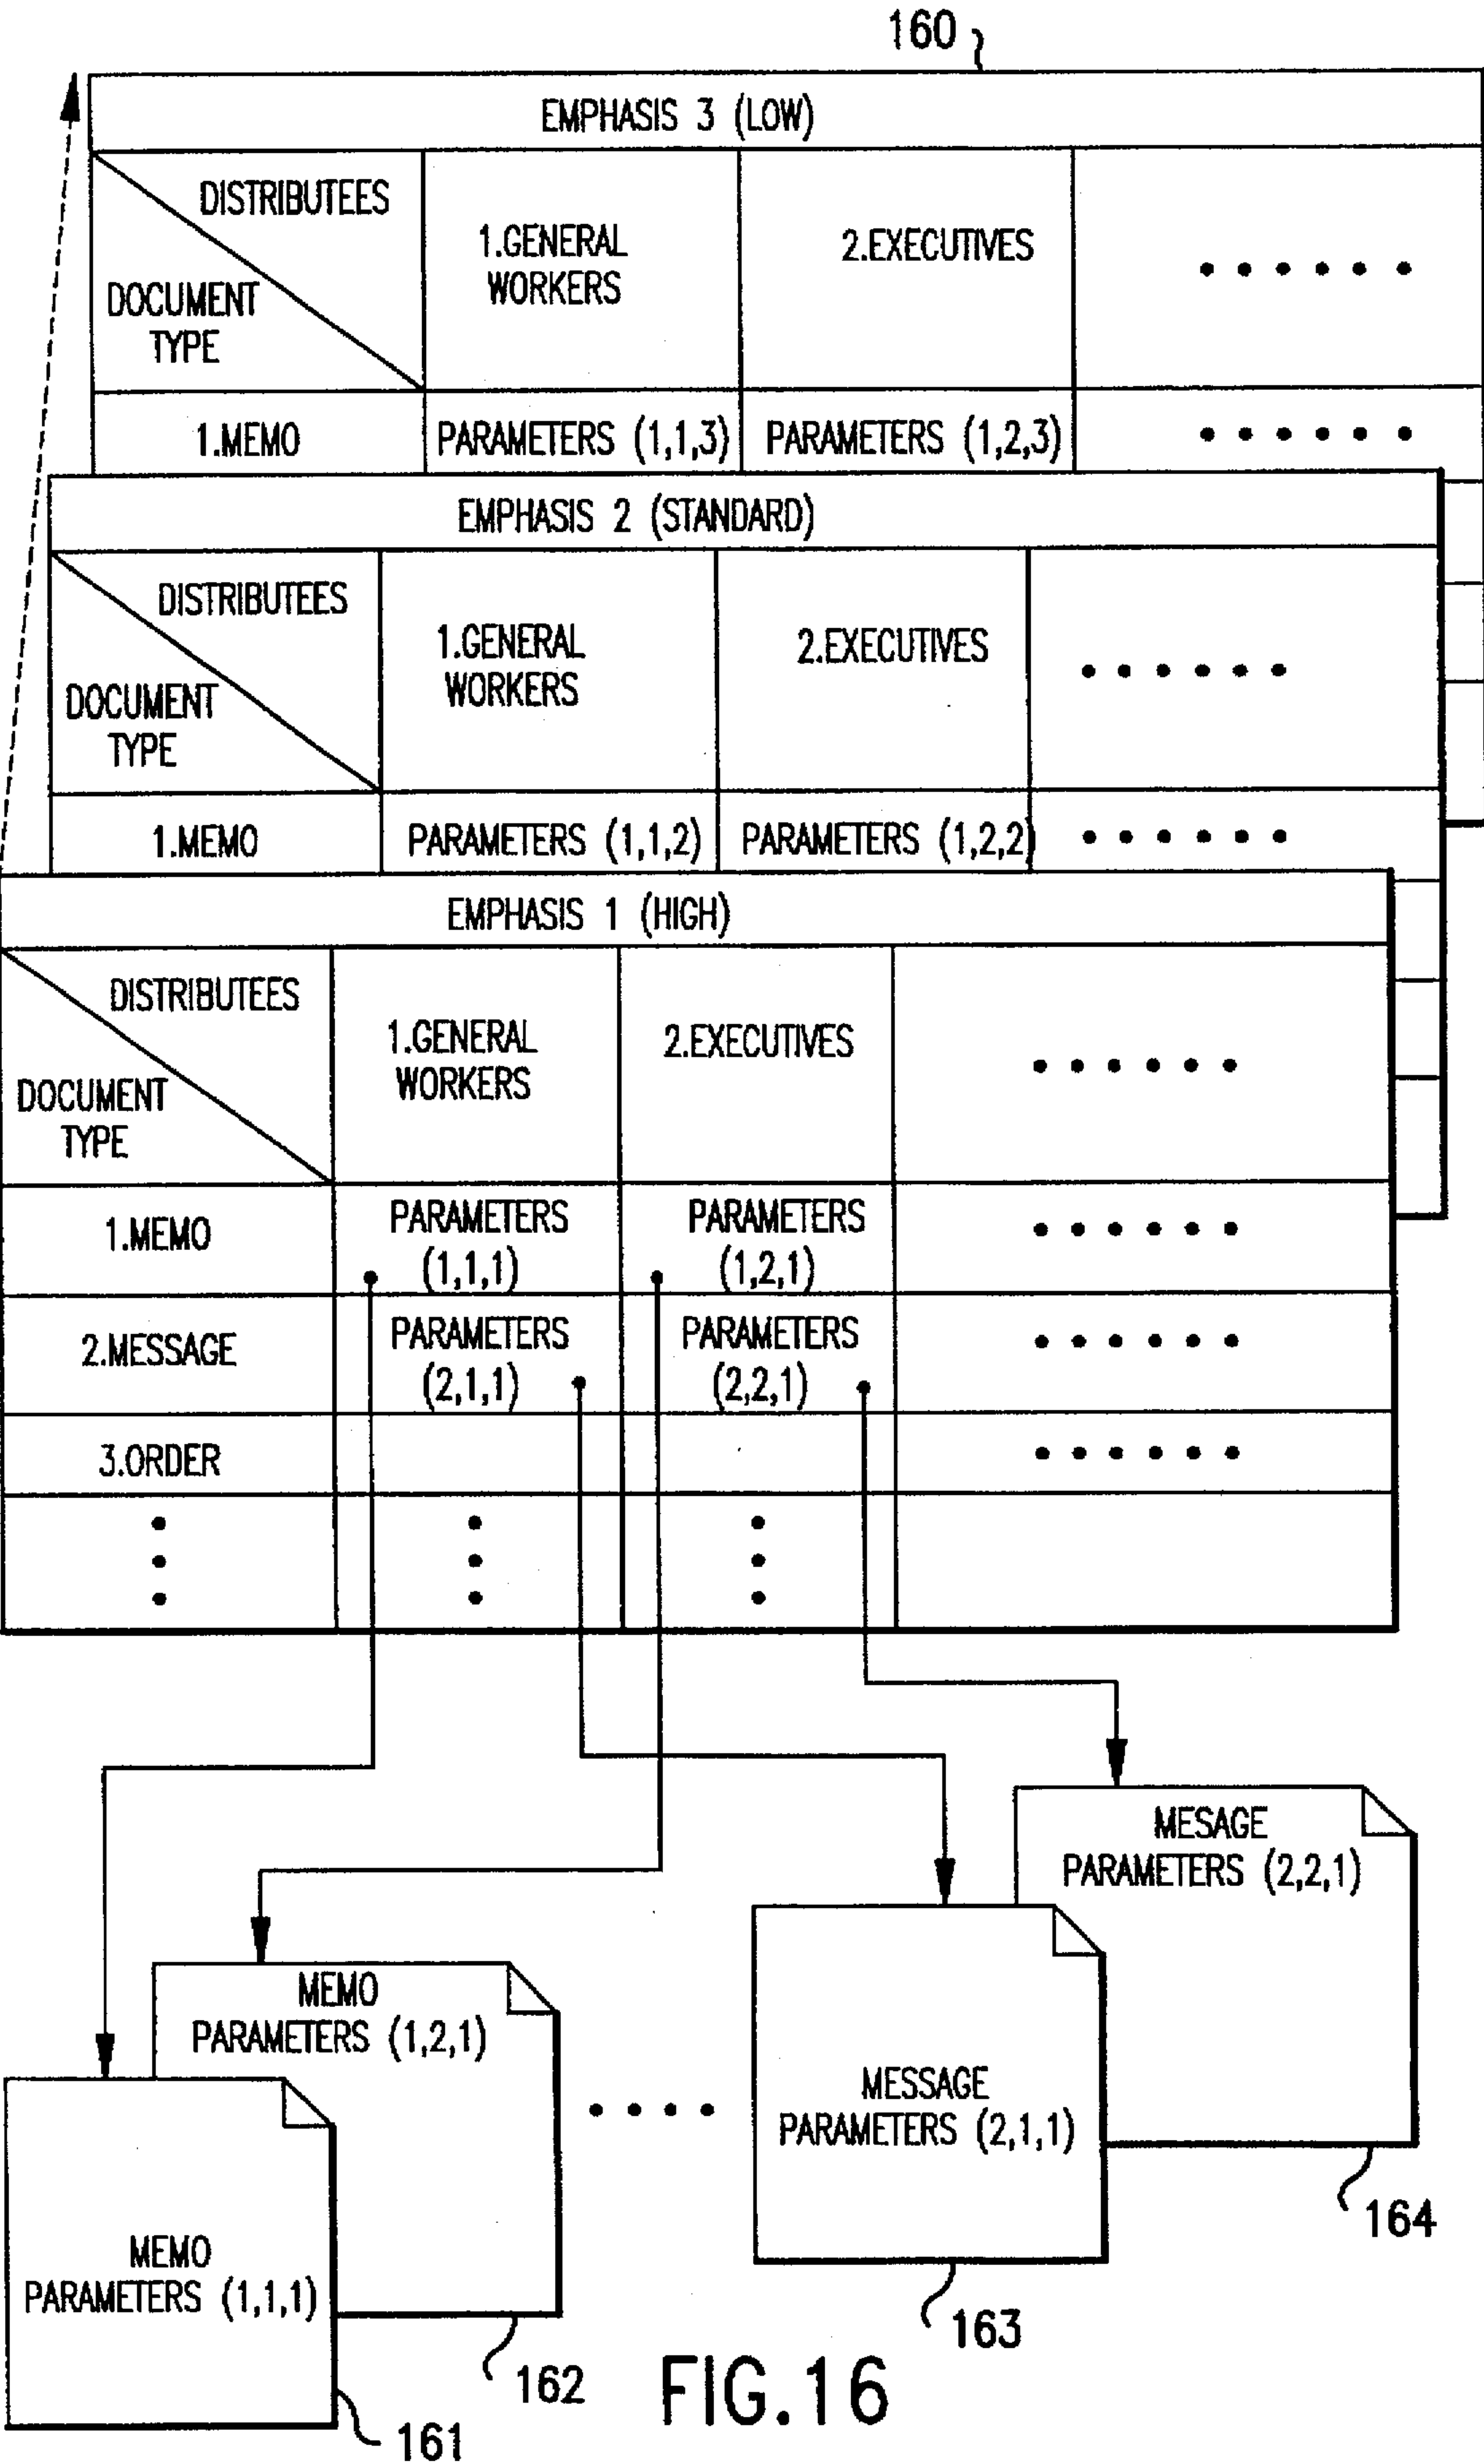 160
EMPHASIS 3 (LOW)
DISTRIBUTEES
DOCUMENT
TYPE
1.GENERAL
WORKERS
2.EXECUTIVES
1.MEMO
PARAMETERS (1,1,3)
PARAMETERS (1,2,3)
EMPHASIS 2 (STANDARD)
DISTRIBUTEES
DOCUMENT
TYPE
1.GENERAL
WORKERS
2.EXECUTIVES
1.MEMO
PARAMETERS (1,1,2)
PARAMETERS (1,2,2)
EMPHASIS 1 (HIGH)
DISTRIBUTEES
DOCUMENT
TYPE
1.GENERAL
WORKERS
2.EXECUTIVES
1.MEMO
PARAMETERS
(1,1,1)
PARAMETERS
(1,2,1)
2.MESSAGE
PARAMETERS
(2,1,1)
PARAMETERS
(2,2,1)
3.ORDER
MESAGE
PARAMETERS (2,2,1)
MEMO
PARAMETERS (1,2,1)
MESSAGE
PARAMETERS (2,1,1)
MEMO
PARAMETERS (1,1,1)
164
163
162
161
FIG.16